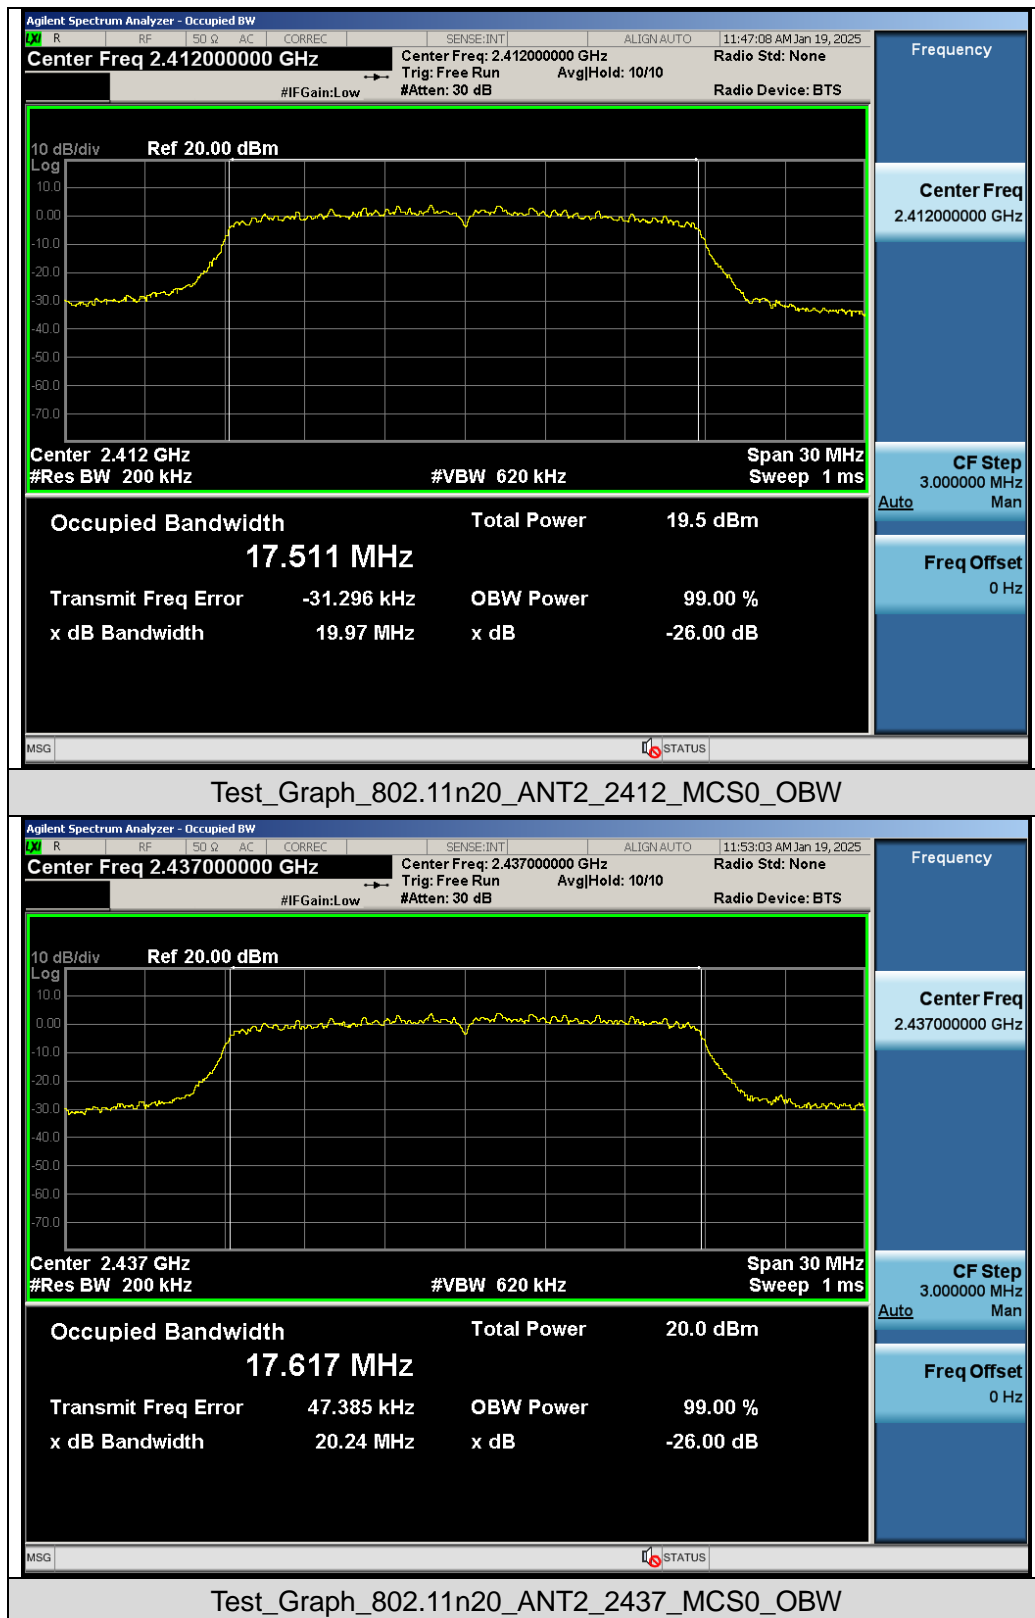 Agilent Spectrum Analyzer - Occupied BW
LXI R RF 50 Ω AC CORREC SENSE:INT ALIGN AUTO 11:47:08 AM Jan 19, 2025
Center Freq 2.412000000 GHz
Center Freq: 2.412000000 GHz
Radio Std: None
Trig: Free Run Avg|Hold: 10/10
#IFGain:Low
#Atten: 30 dB
Radio Device: BTS
Frequency
10 dB/div Ref 20.00 dBm
Log
10.0
0.00
-10.0
-20.0
-30.0
-40.0
-50.0
-60.0
-70.0
Center Freq
2.412000000 GHz
Center 2.412 GHz
Span 30 MHz
#Res BW 200 kHz
#VBW 620 kHz
Sweep 1 ms
CF Step
3.000000 MHz
Auto Man
Occupied Bandwidth
Total Power 19.5 dBm
17.511 MHz
Transmit Freq Error -31.296 kHz
OBW Power 99.00 %
x dB Bandwidth 19.97 MHz
x dB -26.00 dB
Freq Offset
0 Hz
MSG
STATUS
Test_Graph_802.11n20_ANT2_2412_MCS0_OBW
Agilent Spectrum Analyzer - Occupied BW
LXI R RF 50 Ω AC CORREC SENSE:INT ALIGN AUTO 11:53:03 AM Jan 19, 2025
Center Freq 2.437000000 GHz
Center Freq: 2.437000000 GHz
Radio Std: None
Trig: Free Run Avg|Hold: 10/10
#IFGain:Low
#Atten: 30 dB
Radio Device: BTS
Frequency
10 dB/div Ref 20.00 dBm
Log
10.0
0.00
-10.0
-20.0
-30.0
-40.0
-50.0
-60.0
-70.0
Center Freq
2.437000000 GHz
Center 2.437 GHz
Span 30 MHz
#Res BW 200 kHz
#VBW 620 kHz
Sweep 1 ms
CF Step
3.000000 MHz
Auto Man
Occupied Bandwidth
Total Power 20.0 dBm
17.617 MHz
Transmit Freq Error 47.385 kHz
OBW Power 99.00 %
x dB Bandwidth 20.24 MHz
x dB -26.00 dB
Freq Offset
0 Hz
MSG
STATUS
Test_Graph_802.11n20_ANT2_2437_MCS0_OBW